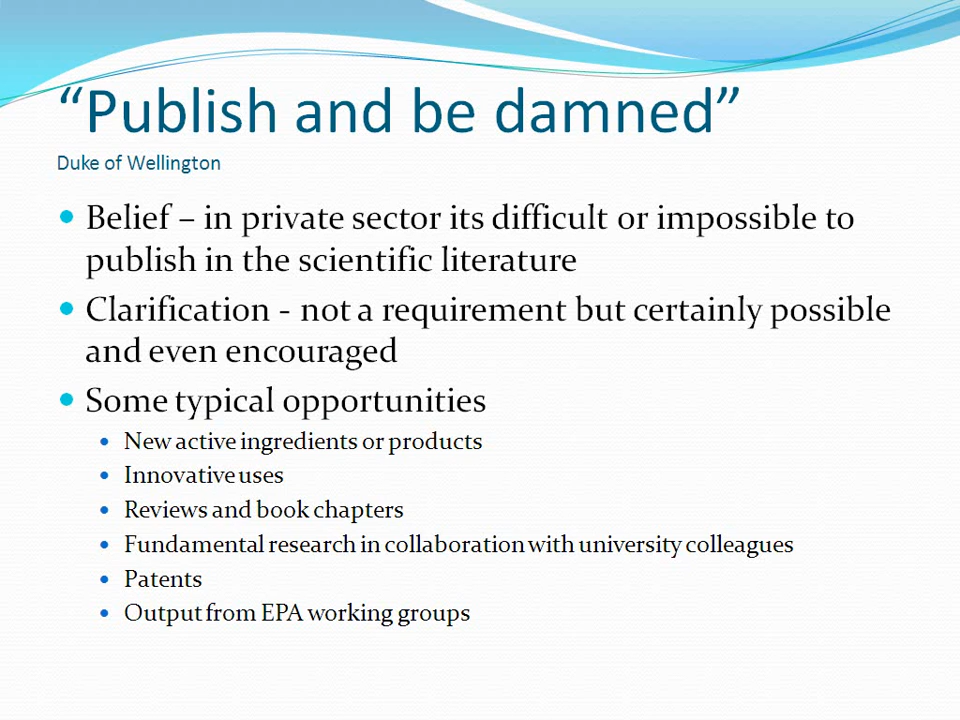 “Publish and be damned”
Duke of Wellington
Belief – in private sector its difficult or impossible to
publish in the scientific literature
Clarification - not a requirement but certainly possible
and even encouraged
Some typical opportunities
New active ingredients or products
Innovative uses
Reviews and book chapters
Fundamental research in collaboration with university colleagues
Patents
Output from EPA working groups